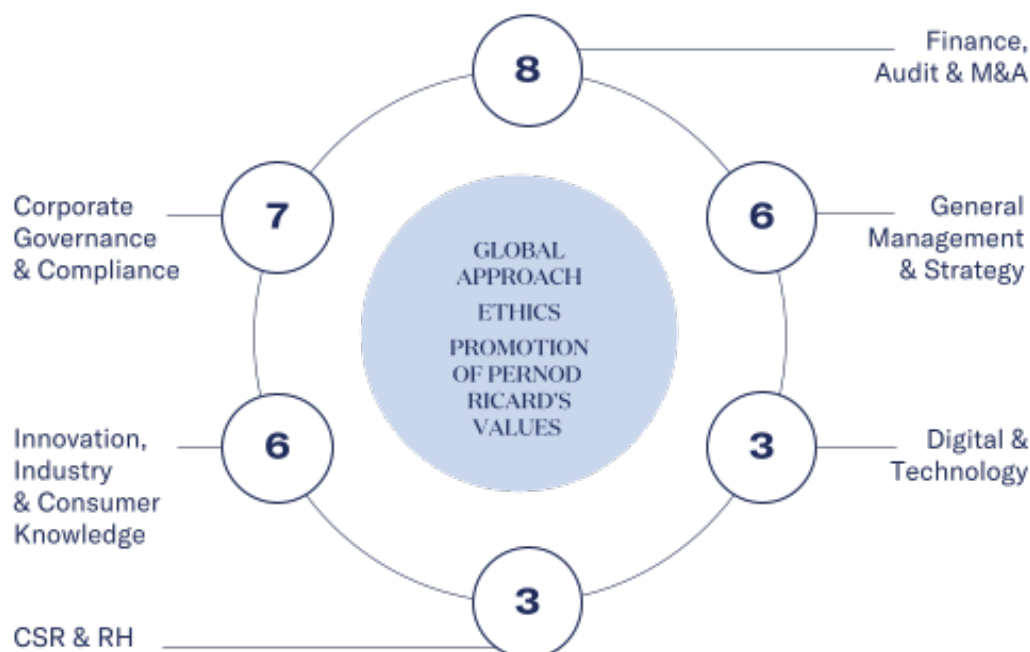 8
Finance,
Audit & M&A
7
Corporate
Governance
& Compliance
6
General
Management
& Strategy
GLOBAL
APPROACH
ETHICS
PROMOTION
OF PERNOD
RICARD'S
VALUES
6
Innovation,
Industry
& Consumer
Knowledge
3
Digital &
Technology
3
CSR & RH